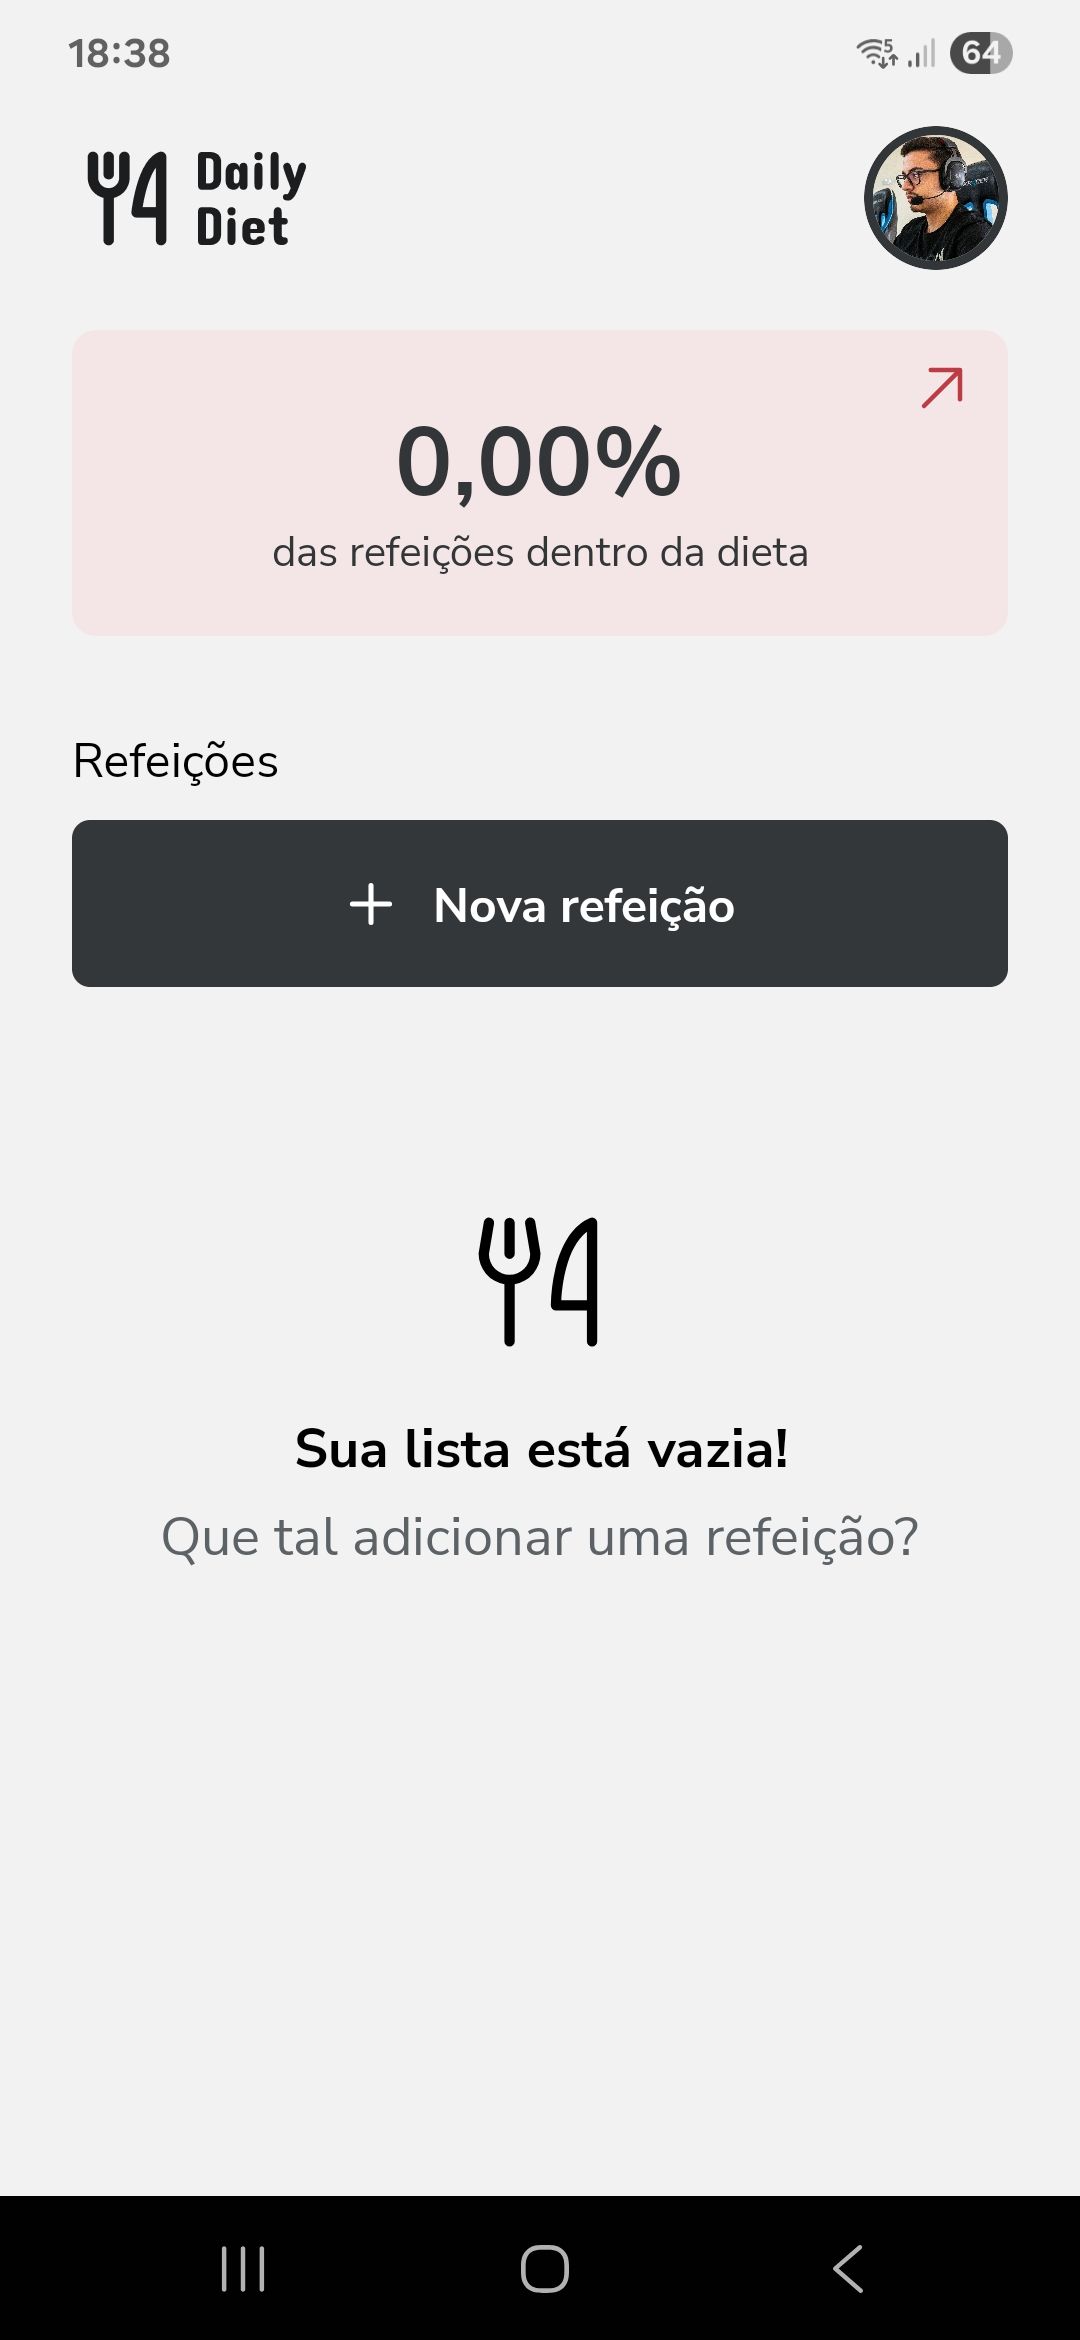 18:38
5
64
Daily
Diet
0,00%
das refeições dentro da dieta
Refeições
Nova refeição
Sua lista está vazia!
Que tal adicionar uma refeição?